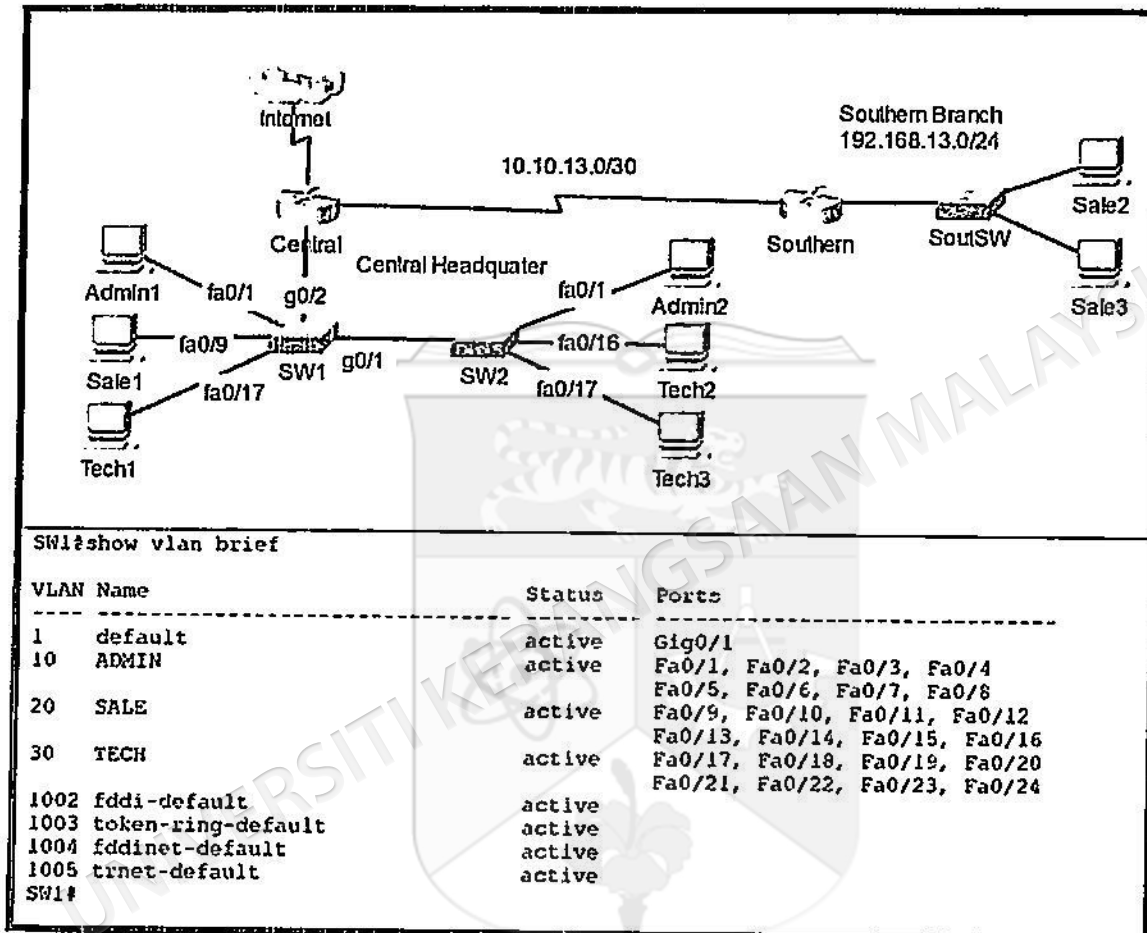 Internet
Southern Branch
192.168.13.0/24
10.10.13.0/30
Sale2
Central
Southern
SoutSW
Central Headquater
Admin1
fa0/1
g0/2
fa0/1
Admin2
Sale3
fa0/9
fa0/16
Sale1
SW1
g0/1
SW2
Tech2
fa0/17
fa0/17
Tech1
Tech3
SW1#show vlan brief
VLAN Name Status Ports
---- -------------------------------- --------- -------------------------------
1 default active Gig0/1
10 ADMIN active Fa0/1, Fa0/2, Fa0/3, Fa0/4
Fa0/5, Fa0/6, Fa0/7, Fa0/8
20 SALE active Fa0/9, Fa0/10, Fa0/11, Fa0/12
Fa0/13, Fa0/14, Fa0/15, Fa0/16
30 TECH active Fa0/17, Fa0/18, Fa0/19, Fa0/20
Fa0/21, Fa0/22, Fa0/23, Fa0/24
1002 fddi-default active
1003 token-ring-default active
1004 fddinet-default active
1005 trnet-default active
SW1#
UNIVERSITI KEBANGSAAN MALAYSI